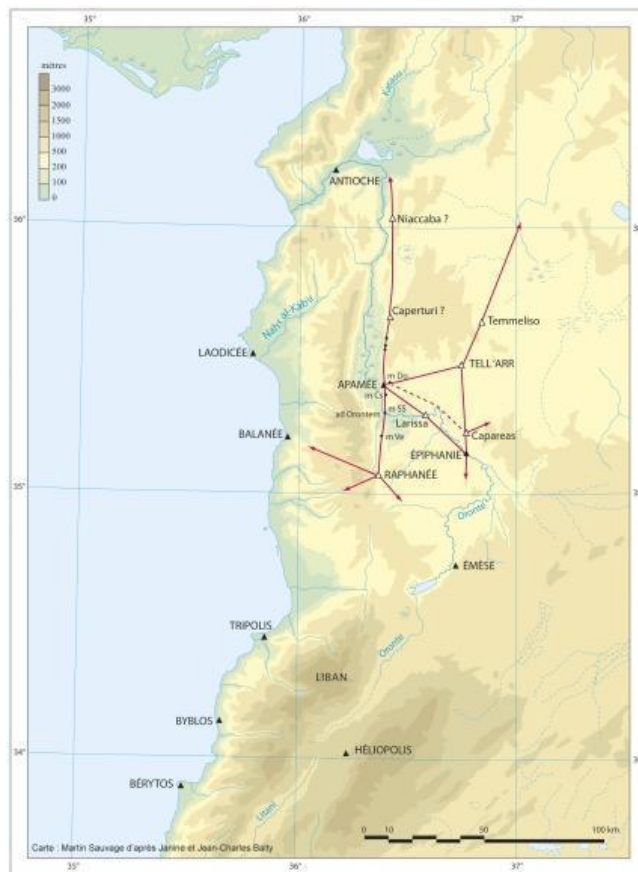 35°
36°
37°
mètres
3000
2000
1500
1000
500
200
100
0
ANTIOCHE
36°
Niaccaba ?
Nahr al-Kabir
Caperturi ?
Temmeliso
LAODICÉE
TELL 'ARR
m Do
APAMÉE
m Cs
m SS
ad Orontem
Larissa
BALANÉE
m Ve
Capareas
ÉPIPHANIE
RAPHANÉE
35°
Oronte
ÉMÈSE
TRIPOLIS
Oronte
LIBAN
BYBLOS
34°
HÉLIOPOLIS
BÉRYTOS
Litani
0 10 50 100 km
Carte : Martin Sauvage d'après Janine et Jean-Charles Balty
35°
36°
37°